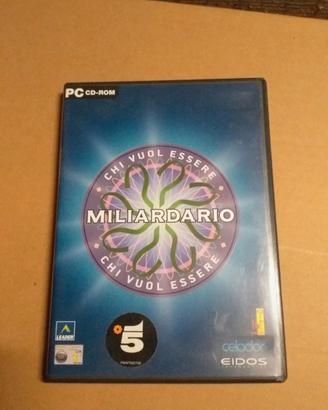 PC CD-ROM
CHI VUOL ESSERE
MILIARDARIO
CHI VUOL ESSERE
LEADER
5
celador
EIDOS